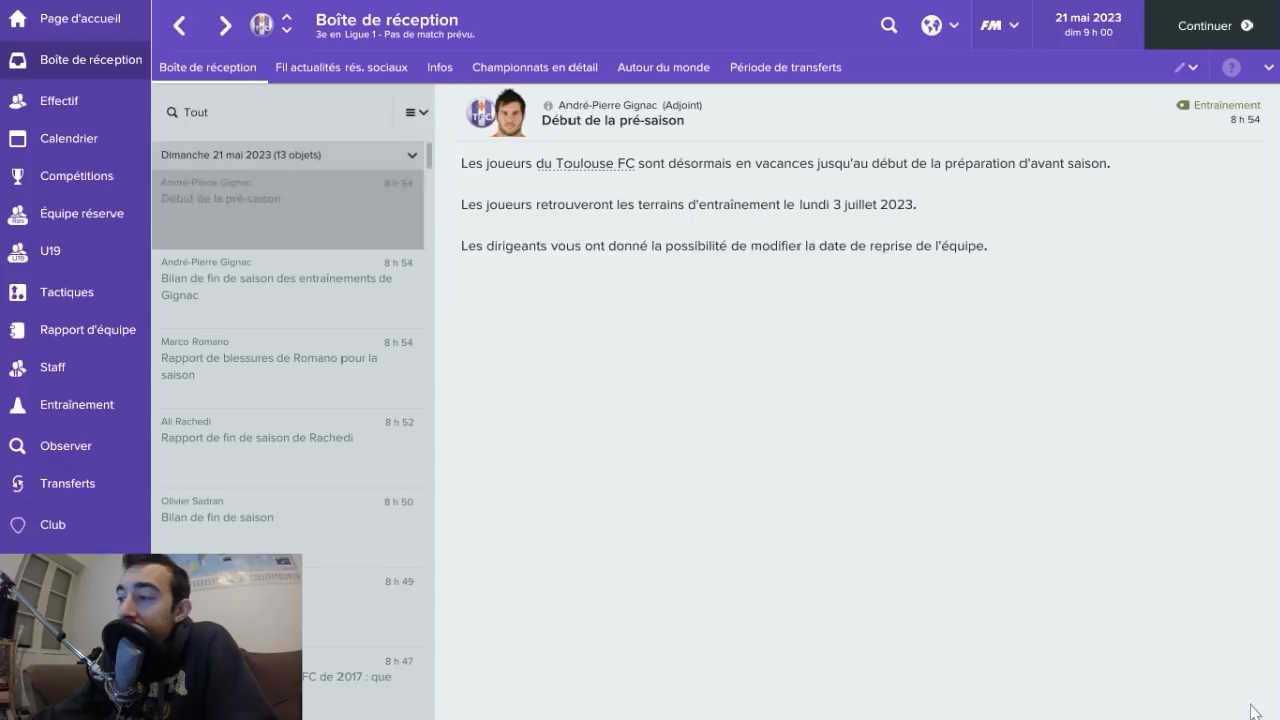 Page d'accueil
Boîte de réception
Effectif
Calendrier
Compétitions
Rés
Équipe réserve
U19
U19
Tactiques
Rapport d'équipe
Staff
Entraînement
Observer
Transferts
Club
TFC
Boîte de réception
3e en Ligue 1 - Pas de match prévu.
FM
21 mai 2023
dim 9 h 00
Continuer
Boîte de réception
Fil actualités rés. sociaux
Infos
Championnats en détail
Autour du monde
Période de transferts
?
Tout
Dimanche 21 mai 2023 (13 objets)
André-Pierre Gignac 8 h 54
Début de la pré-saison
André-Pierre Gignac 8 h 54
Bilan de fin de saison des entraînements de
Gignac
Marco Romano 8 h 54
Rapport de blessures de Romano pour la
saison
Ali Rachedi 8 h 52
Rapport de fin de saison de Rachedi
Olivier Sadran 8 h 50
Bilan de fin de saison
8 h 49
8 h 47
FC de 2017 : que
André-Pierre Gignac (Adjoint)
Début de la pré-saison
Entraînement
8 h 54
Les joueurs du Toulouse FC sont désormais en vacances jusqu'au début de la préparation d'avant saison.
Les joueurs retrouveront les terrains d'entraînement le lundi 3 juillet 2023.
Les dirigeants vous ont donné la possibilité de modifier la date de reprise de l'équipe.